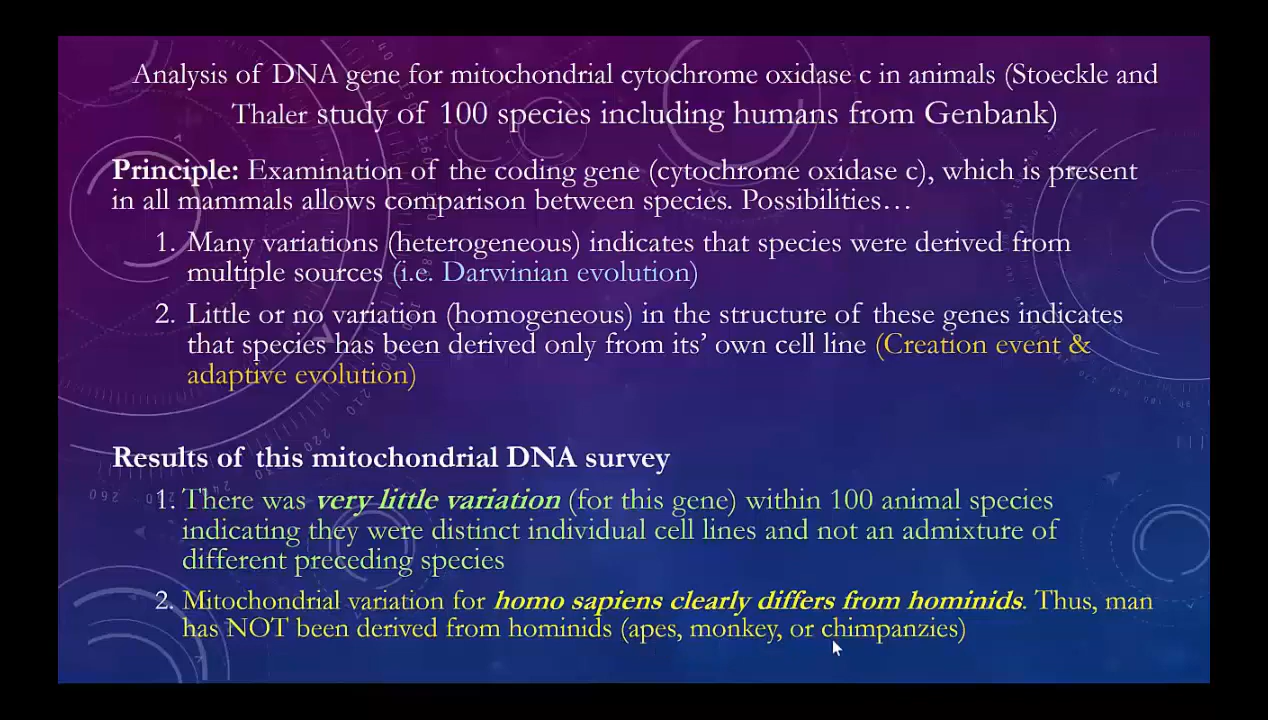 Analysis of DNA gene for mitochondrial cytochrome oxidase c in animals (Stoeckle and
Thaler study of 100 species including humans from Genbank)
Principle: Examination of the coding gene (cytochrome oxidase c), which is present
in all mammals allows comparison between species. Possibilities…
1. Many variations (heterogeneous) indicates that species were derived from
multiple sources (i.e. Darwinian evolution)
2. Little or no variation (homogeneous) in the structure of these genes indicates
that species has been derived only from its’ own cell line (Creation event &
adaptive evolution)
Results of this mitochondrial DNA survey
1. There was very little variation (for this gene) within 100 animal species
indicating they were distinct individual cell lines and not an admixture of
different preceding species
2. Mitochondrial variation for homo sapiens clearly differs from hominids. Thus, man
has NOT been derived from hominids (apes, monkey, or chimpanzies)